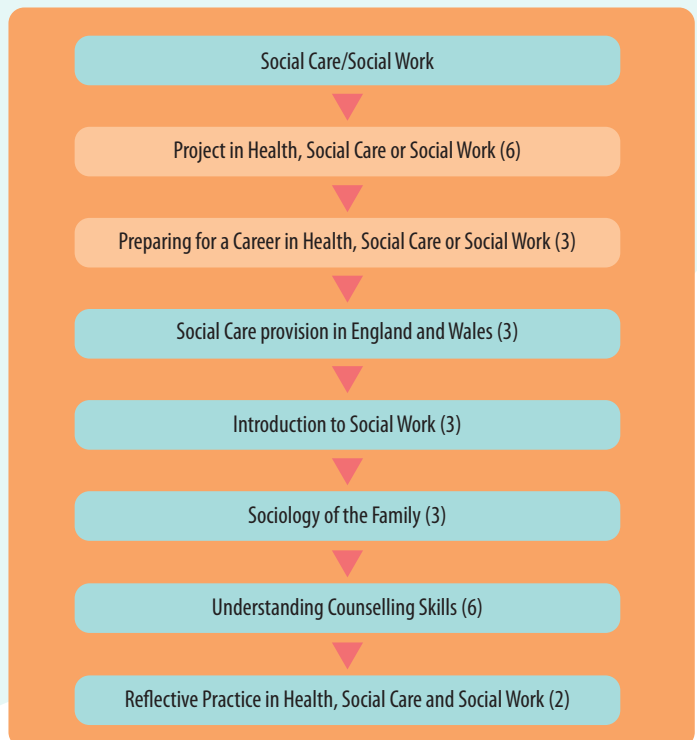 Social Care/Social Work
Project in Health, Social Care or Social Work (6)
Preparing for a Career in Health, Social Care or Social Work (3)
Social Care provision in England and Wales (3)
Introduction to Social Work (3)
Sociology of the Family (3)
Understanding Counselling Skills (6)
Reflective Practice in Health, Social Care and Social Work (2)